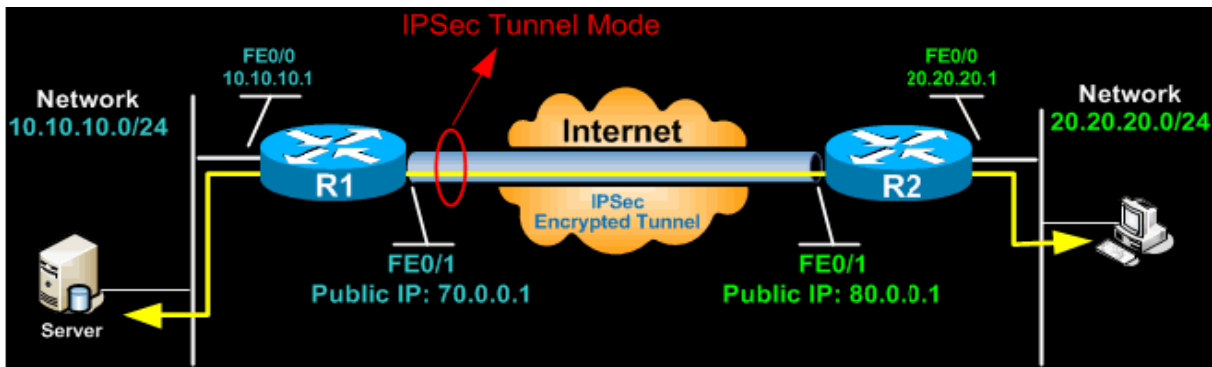 IPSec Tunnel Mode
FE0/0
10.10.10.1
FE0/0
20.20.20.1
Network
10.10.10.0/24
Network
20.20.20.0/24
Internet
R1
R2
IPSec
Encrypted Tunnel
FE0/1
Public IP: 70.0.0.1
FE0/1
Public IP: 80.0.0.1
Server